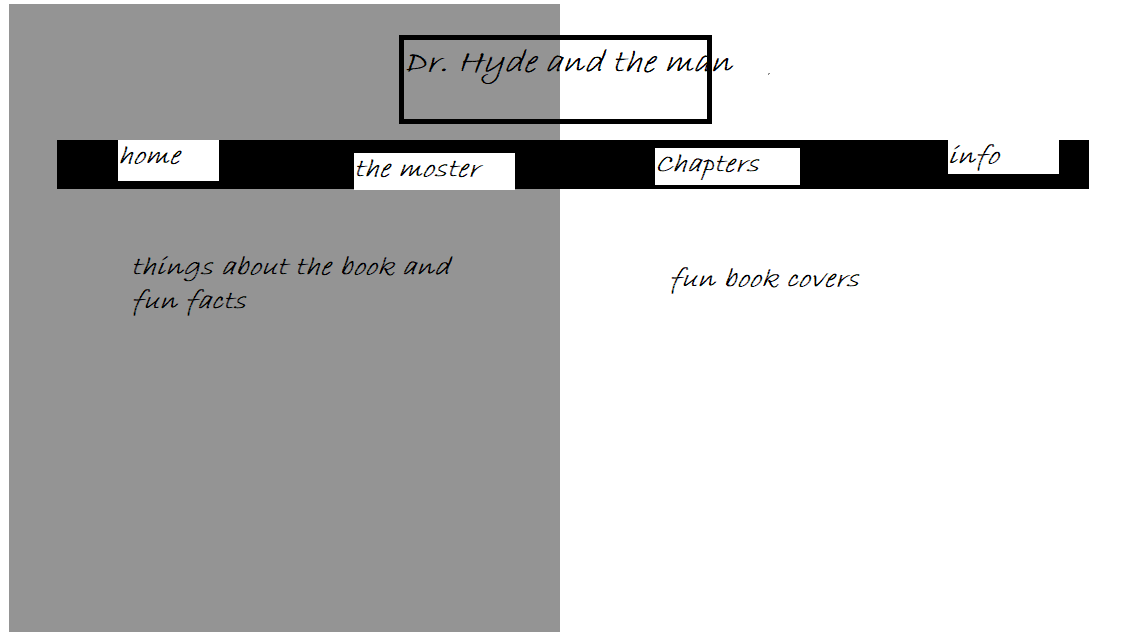 Dr. Hyde and the man
home
the moster
Chapters
info
things about the book and
fun facts
fun book covers